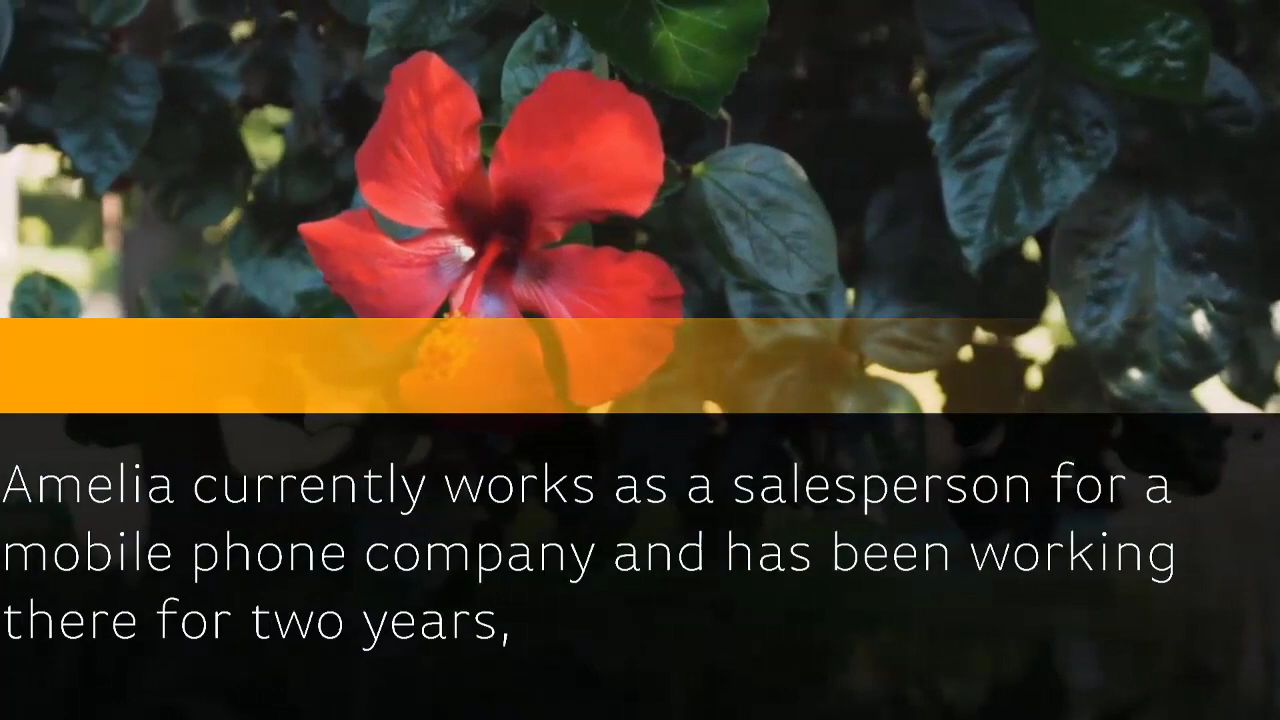 Amelia currently works as a salesperson for a
mobile phone company and has been working
there for two years,